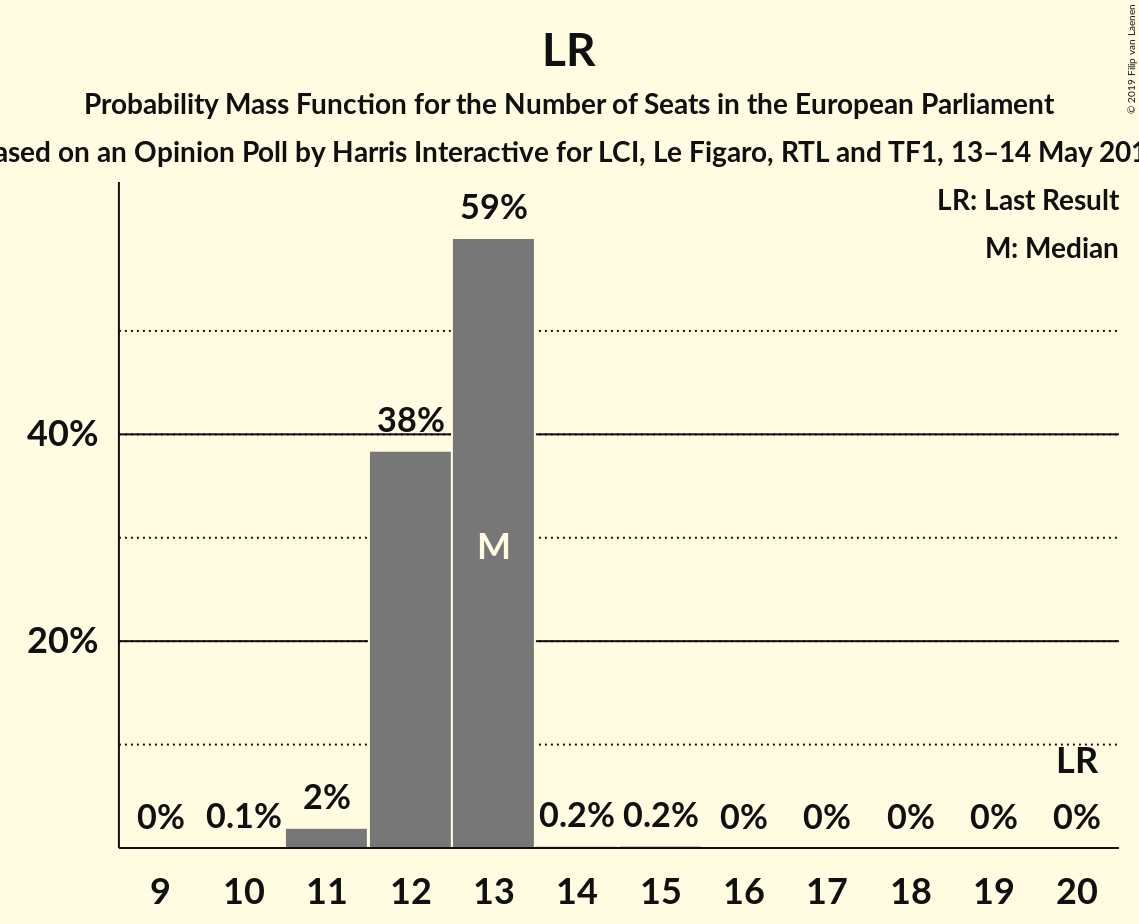 LR
Probability Mass Function for the Number of Seats in the European Parliament
ased on an Opinion Poll by Harris Interactive for LCI, Le Figaro, RTL and TF1, 13–14 May 201
© 2019 Filip van Laenen
LR: Last Result
M: Median
59%
40%
38%
M
20%
LR
0% 0.1% 2% 0.2% 0.2% 0% 0% 0% 0% 0%
9 10 11 12 13 14 15 16 17 18 19 20